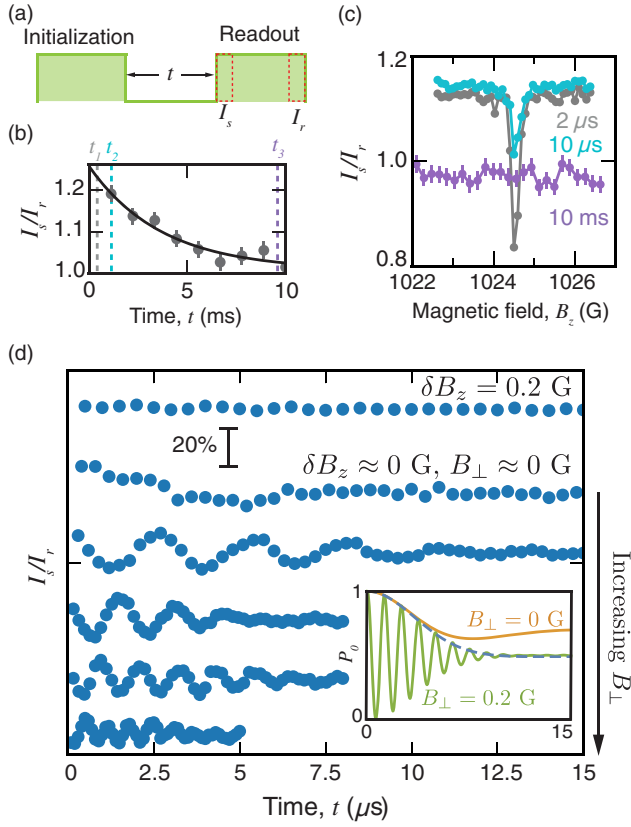 (a)
Initialization
Readout
t
I_s
I_r
(b)
t_1
t_2
t_3
I_s/I_r
1.2
1.1
1.0
0
5
10
Time, t (ms)
(c)
I_s/I_r
1.2
1.0
0.8
2 µs
10 µs
10 ms
1022
1024
1026
Magnetic field, B_z (G)
(d)
δB_z = 0.2 G
20%
δB_z ≈ 0 G, B_⊥ ≈ 0 G
I_s/I_r
Increasing B_⊥
1
P_0
0
B_⊥ = 0 G
B_⊥ = 0.2 G
0
15
0
2.5
5.0
7.5
10.0
12.5
15
Time, t (µs)